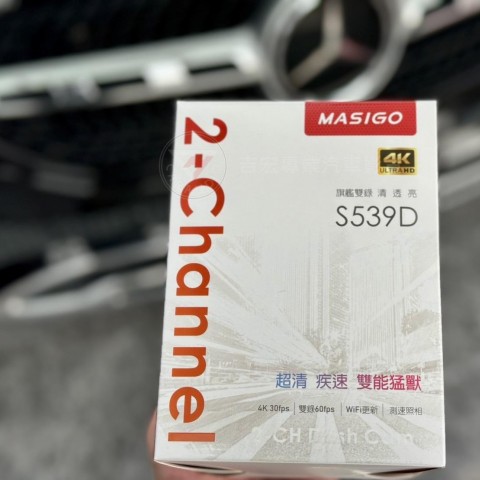 MASIGO
2-Channel
4K
ULTRA HD
旗艦雙錄 清透亮
S539D
超清 疾速 雙能猛獸
4K 30fps | 雙錄60fps | WiFi更新 | 測速照相
2-CH Dash Cam